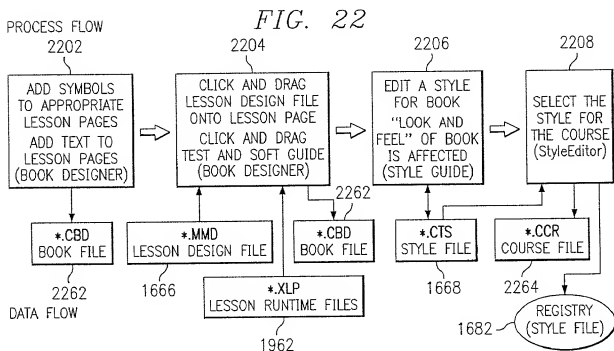 FIG. 22
PROCESS FLOW
2202
2204
2206
2208
ADD SYMBOLS
TO APPROPRIATE
LESSON PAGES
ADD TEXT TO
LESSON PAGES
(BOOK DESIGNER)
CLICK AND DRAG
LESSON DESIGN FILE
ONTO LESSON PAGE
CLICK AND DRAG
TEST AND SOFT GUIDE
(BOOK DESIGNER)
EDIT A STYLE
FOR BOOK
“LOOK AND
FEEL” OF BOOK
IS AFFECTED
(STYLE GUIDE)
SELECT THE
STYLE FOR
THE COURSE
(StyleEditor)
2262
*.CBD
BOOK FILE
*.MMD
LESSON DESIGN FILE
*.CBD
BOOK FILE
*.CTS
STYLE FILE
*.CCR
COURSE FILE
2262
1666
1668
2264
*.XLP
LESSON RUNTIME FILES
DATA FLOW
1962
1682
REGISTRY
(STYLE FILE)